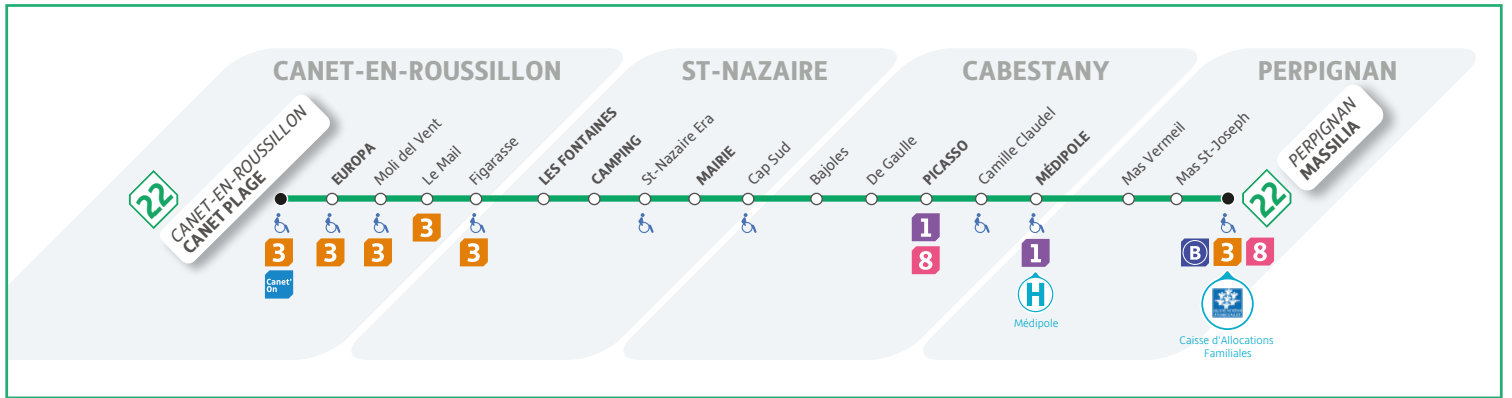 CANET-EN-ROUSSILLON
ST-NAZAIRE
CABESTANY
PERPIGNAN
22
CANET-EN-ROUSSILLON
CANET PLAGE
EUROPA
Moli del Vent
Le Mail
Figarasse
LES FONTAINES
CAMPING
St-Nazaire Era
MAIRIE
Cap Sud
Bajoles
De Gaulle
PICASSO
Camille Claudel
MÉDIPOLE
Mas Vermeil
Mas St-Joseph
22
PERPIGNAN
MASSILIA
3
Canet'
On
3
3
3
3
1
8
1
H
Médipole
B
3
8
Caisse d'Allocations
Familiales